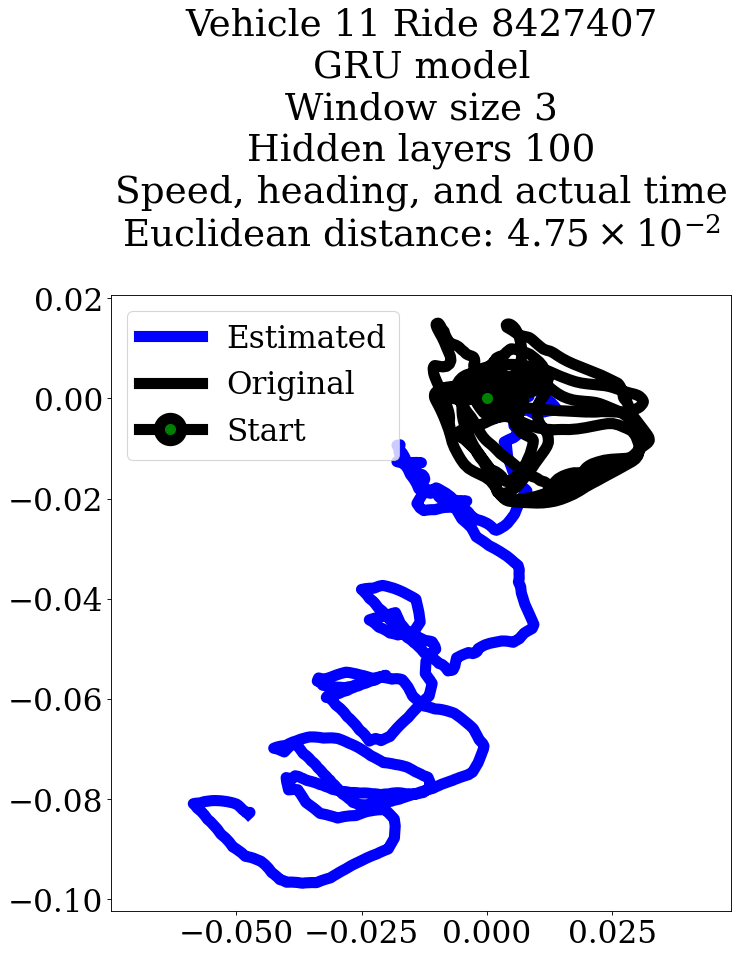 Vehicle 11 Ride 8427407
GRU model
Window size 3
Hidden layers 100
Speed, heading, and actual time
Euclidean distance: 4.75 × 10⁻²
Estimated
Original
Start
0.02
0.00
−0.02
−0.04
−0.06
−0.08
−0.10
−0.050 −0.025 0.000 0.025